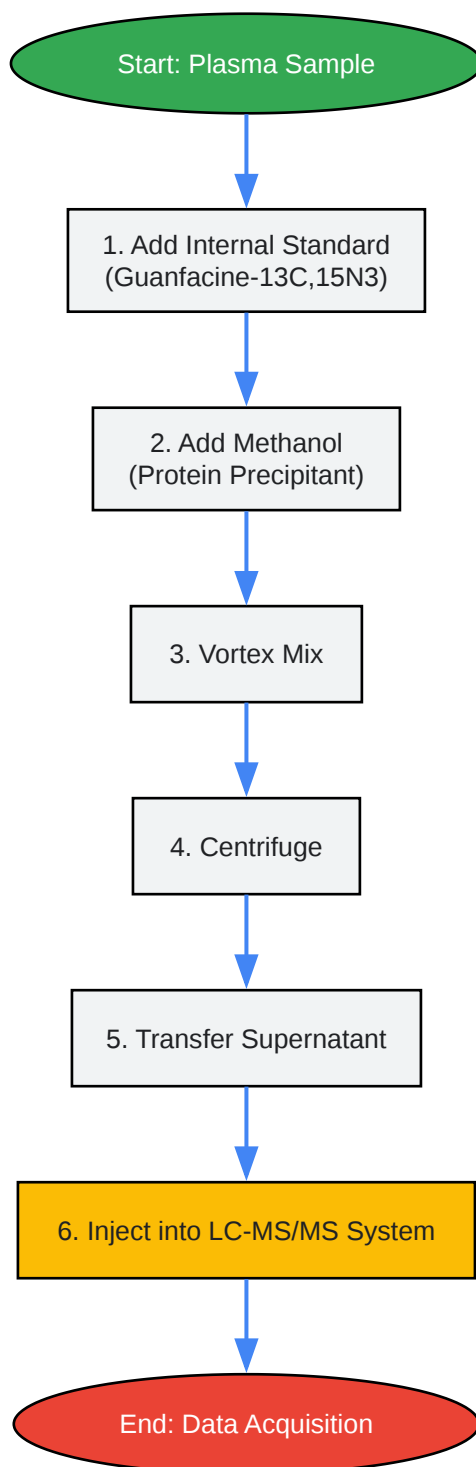 Start: Plasma Sample
1. Add Internal Standard
(Guanfacine-13C,15N3)
2. Add Methanol
(Protein Precipitant)
3. Vortex Mix
4. Centrifuge
5. Transfer Supernatant
6. Inject into LC-MS/MS System
End: Data Acquisition